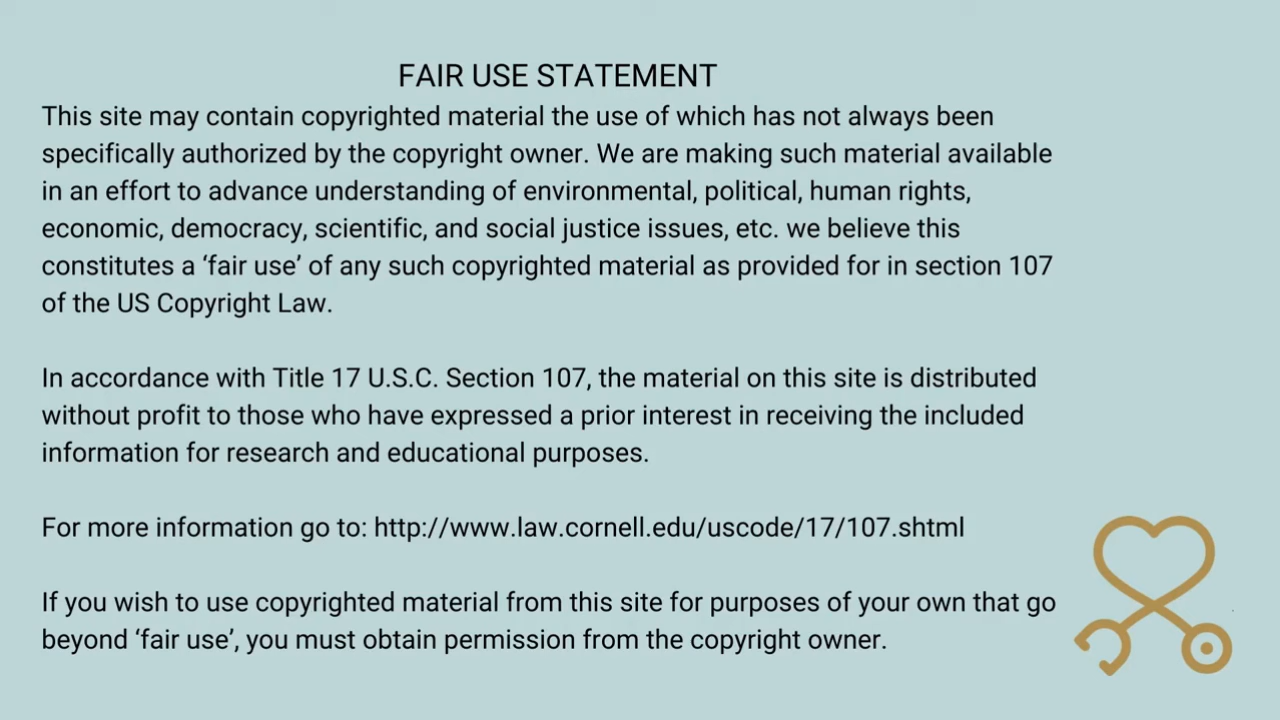 FAIR USE STATEMENT
This site may contain copyrighted material the use of which has not always been
specifically authorized by the copyright owner. We are making such material available
in an effort to advance understanding of environmental, political, human rights,
economic, democracy, scientific, and social justice issues, etc. we believe this
constitutes a ‘fair use’ of any such copyrighted material as provided for in section 107
of the US Copyright Law.
In accordance with Title 17 U.S.C. Section 107, the material on this site is distributed
without profit to those who have expressed a prior interest in receiving the included
information for research and educational purposes.
For more information go to: http://www.law.cornell.edu/uscode/17/107.shtml
If you wish to use copyrighted material from this site for purposes of your own that go
beyond ‘fair use’, you must obtain permission from the copyright owner.